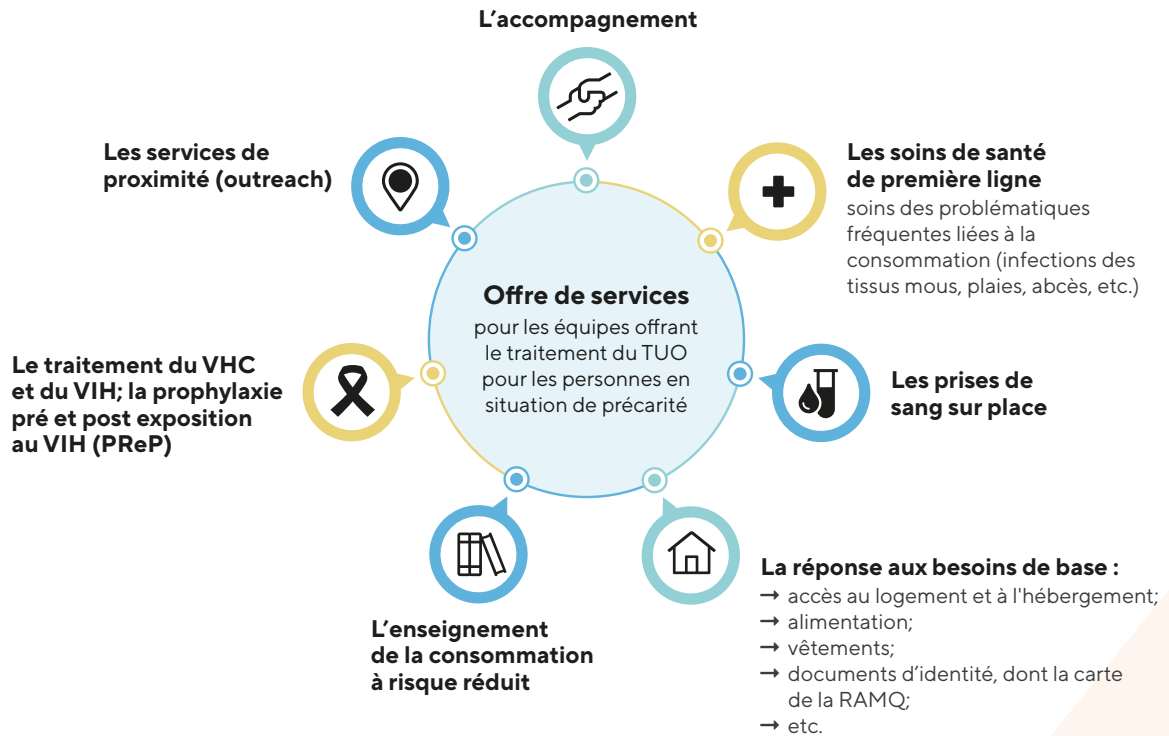 L'accompagnement
Les services de
proximité (outreach)
Les soins de santé
de première ligne
soins des problématiques
fréquentes liées à la
consommation (infections des
tissus mous, plaies, abcès, etc.)
Offre de services
pour les équipes offrant
le traitement du TUO
pour les personnes en
situation de précarité
Le traitement du VHC
et du VIH; la prophylaxie
pré et post exposition
au VIH (PReP)
Les prises de
sang sur place
L'enseignement
de la consommation
à risque réduit
La réponse aux besoins de base :
→ accès au logement et à l'hébergement;
→ alimentation;
→ vêtements;
→ documents d'identité, dont la carte
de la RAMQ;
→ etc.